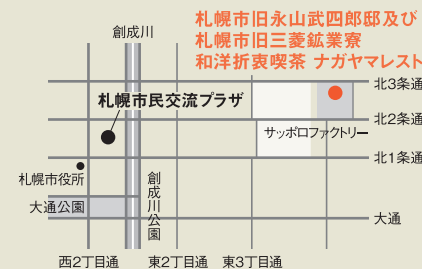 創成川
札幌市旧永山武四郎邸及び
札幌市旧三菱鉱業寮
和洋折衷喫茶 ナガヤマレスト
北3条通
札幌市民交流プラザ
北2条通
サッポロファクトリー
北1条通
札幌市役所
創成川公園
大通公園
大通
西2丁目通
東2丁目通
東3丁目通